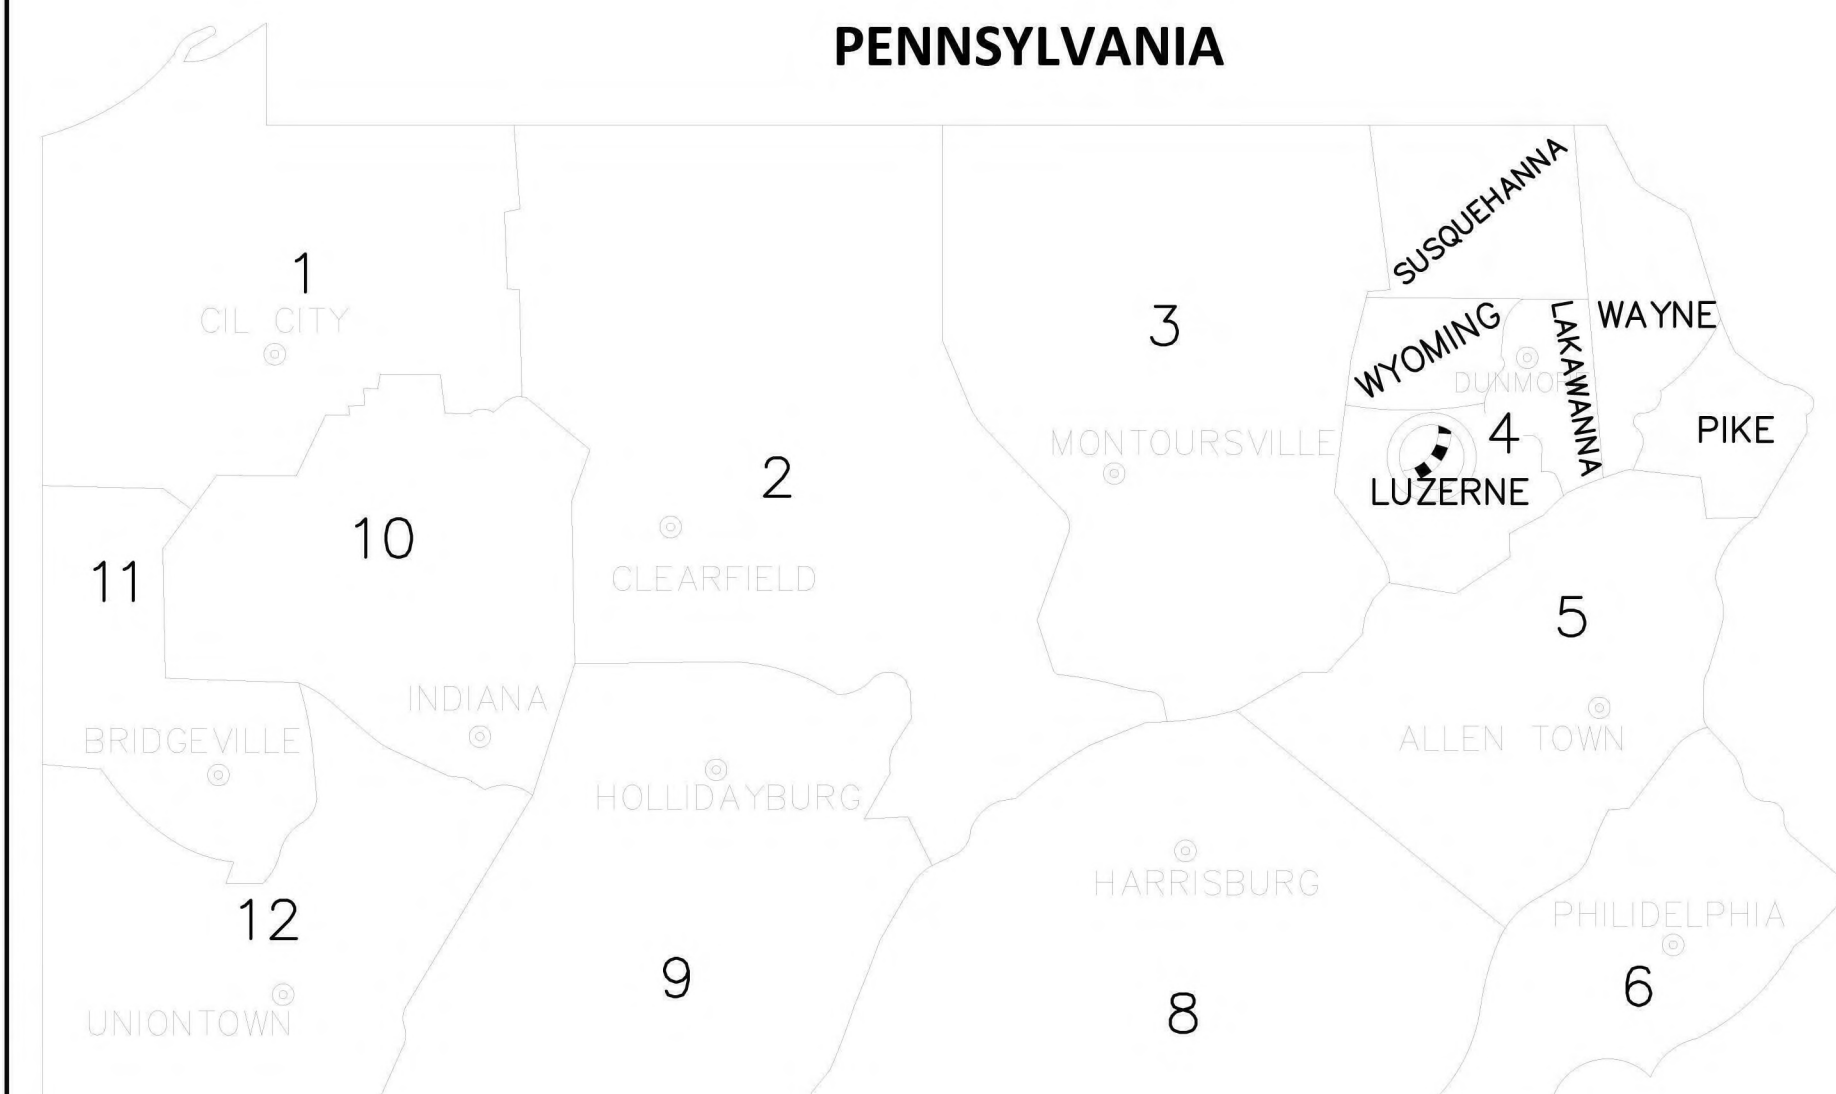 PENNSYLVANIA
SUSQUEHANNA
1
CIL CITY
3
WYOMING
LAKAWANNA
WAYNE
DUNMORE
MONTOURSVILLE
4
PIKE
2
LUZERNE
10
11
CLEARFIELD
5
INDIANA
BRIDGEVILLE
ALLEN TOWN
HOLLIDAYBURG
HARRISBURG
12
PHILIDELPHIA
9
6
8
UNIONTOWN